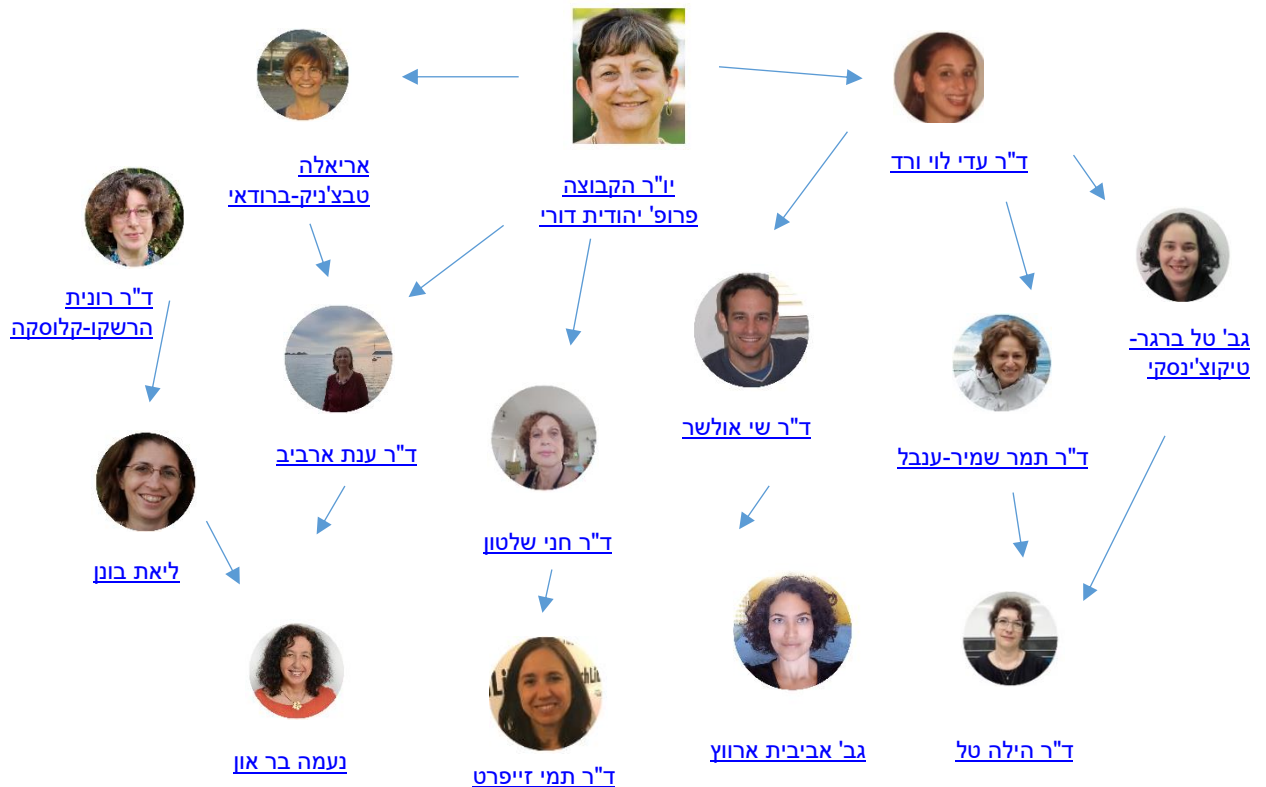 ד"ר עדי לוי ורד
אריאלה
טבצ'ניק-ברודאי
יו"ר הקבוצה
פרופ' יהודית דורי
ד"ר רונית
הרשקו-קלוסקה
גב' טל ברגר-
טיקוצ'ינסקי
ד"ר שי אולשר
ד"ר ענת ארביב
ד"ר תמר שמיר-ענבל
ד"ר חני שלטון
ליאת בונן
ד"ר הילה טל
גב' אביבית ארווץ
נעמה בר און
ד"ר תמי זייפרט